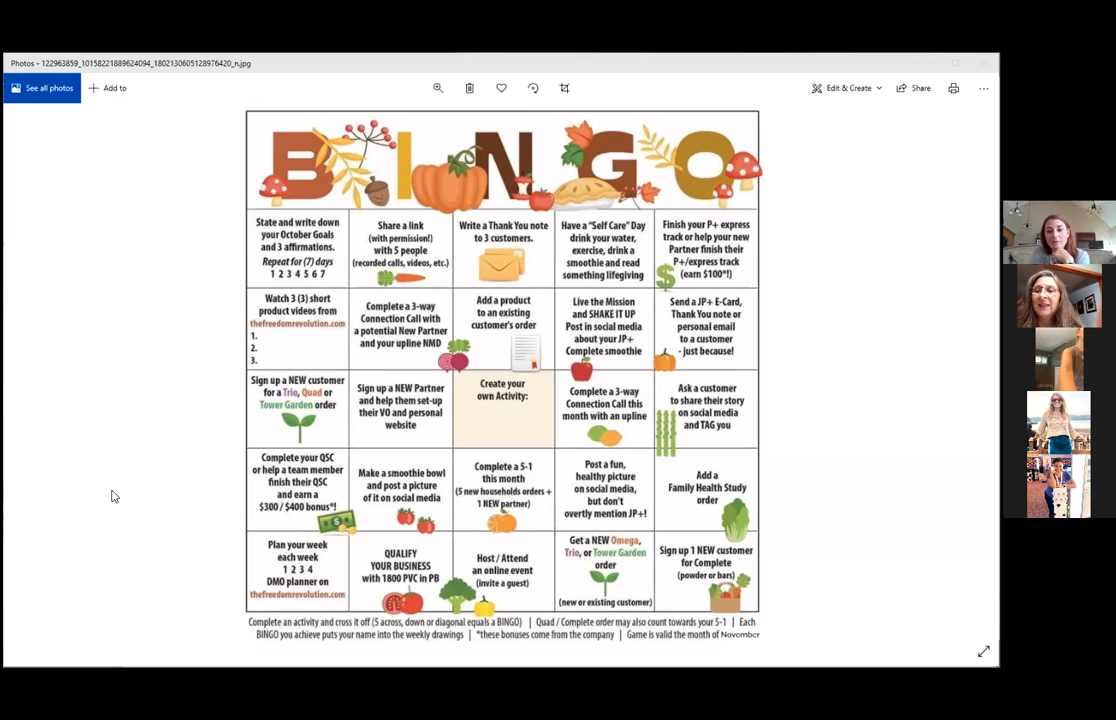 Photos - 122963859_10158221889624094_1802130605128976420_n.jpg
See all photos
Add to
Edit & Create
Share
BINGO
State and write down
your October Goals
and 3 affirmations.
Repeat for (7) days
1 2 3 4 5 6 7
Share a link
(with permission!)
with 5 people
(recorded calls, videos, etc.)
Write a Thank You note
to 3 customers.
Have a "Self Care" Day
drink your water,
exercise, drink a
smoothie and read
something lifegiving
Finish your P+ express
track or help your new
Partner finish their
P+/express track
(earn $100*!)
Watch 3 (3) short
product videos from
thefreedomrevolution.com
1.
2.
3.
Complete a 3-way
Connection Call with
a potential New Partner
and your upline NMD
Add a product
to an existing
customer's order
Live the Mission
and SHAKE IT UP
Post in social media
about your JP+
Complete smoothie
Send a JP+ E-Card,
Thank You note or
personal email
to a customer
- just because!
Sign up a NEW customer
for a Trio, Quad or
Tower Garden order
Sign up a NEW Partner
and help them set-up
their VO and personal
website
Create your
own Activity:
Complete a 3-way
Connection Call this
month with an upline
Ask a customer
to share their story
on social media
and TAG you
Complete your QSC
or help a team member
finish their QSC
and earn a
$300 / $400 bonus*!
Make a smoothie bowl
and post a picture
of it on social media
Complete a 5-1
this month
(5 new households orders +
1 NEW partner)
Post a fun,
healthy picture
on social media,
but don't
overtly mention JP+!
Add a
Family Health Study
order
Plan your week
each week
1 2 3 4
DMO planner on
thefreedomrevolution.com
QUALIFY
YOUR BUSINESS
with 1800 PVC in PB
Host / Attend
an online event
(invite a guest)
Get a NEW Omega,
Trio, or Tower Garden
order
(new or existing customer)
Sign up 1 NEW customer
for Complete
(powder or bars)
Complete an activity and cross it off (5 across, down or diagonal equals a BINGO) | Quad / Complete order may also count towards your 5-1 | Each
BINGO you achieve puts your name into the weekly drawings | *these bonuses come from the company | Game is valid the month of November